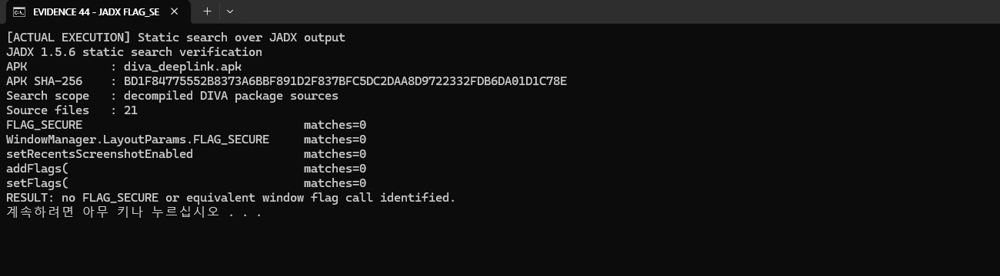 EVIDENCE 44 - JADX FLAG_SE
[ACTUAL EXECUTION] Static search over JADX output
JADX 1.5.6 static search verification
APK : diva_deeplink.apk
APK SHA-256 : BD1F84775552B8373A6BBF891D2F837BFC5DC2DAA8D9722332FDB6DA01D1C78E
Search scope : decompiled DIVA package sources
Source files : 21
FLAG_SECURE matches=0
WindowManager.LayoutParams.FLAG_SECURE matches=0
setRecentsScreenshotEnabled matches=0
addFlags( matches=0
setFlags( matches=0
RESULT: no FLAG_SECURE or equivalent window flag call identified.
계속하려면 아무 키나 누르십시오 . . .